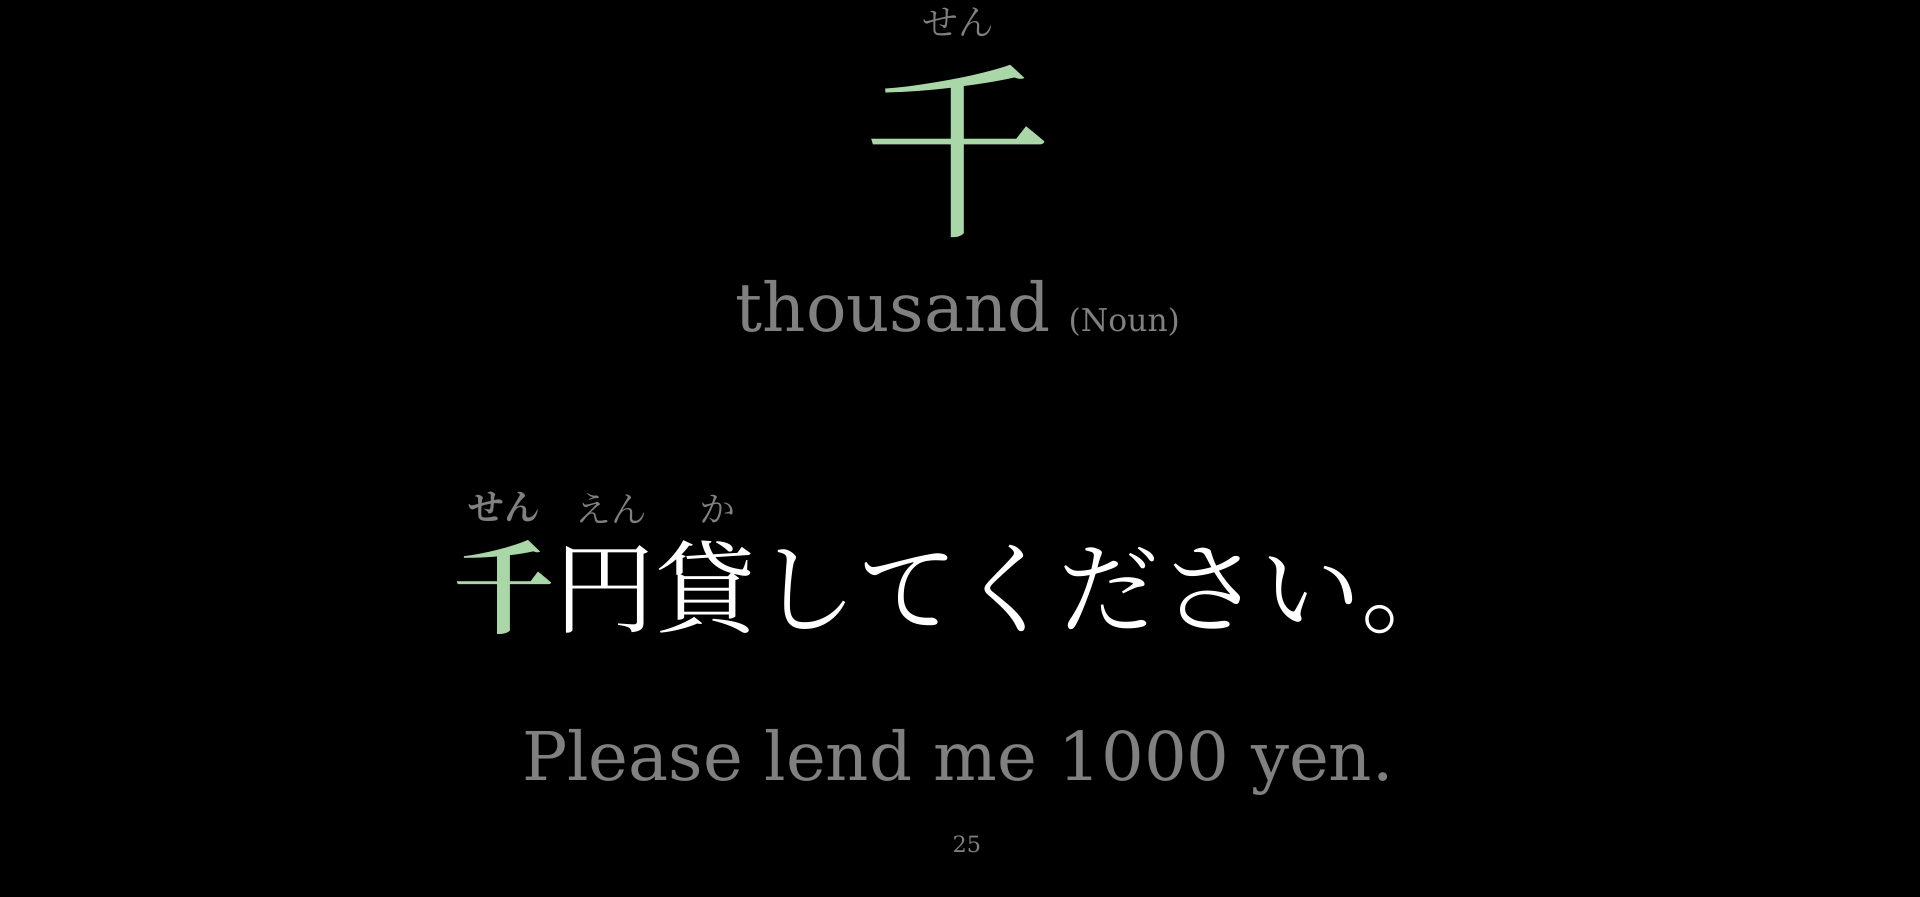 せん
千
thousand (Noun)
せん えん か
千円貸してください。
Please lend me 1000 yen.
25